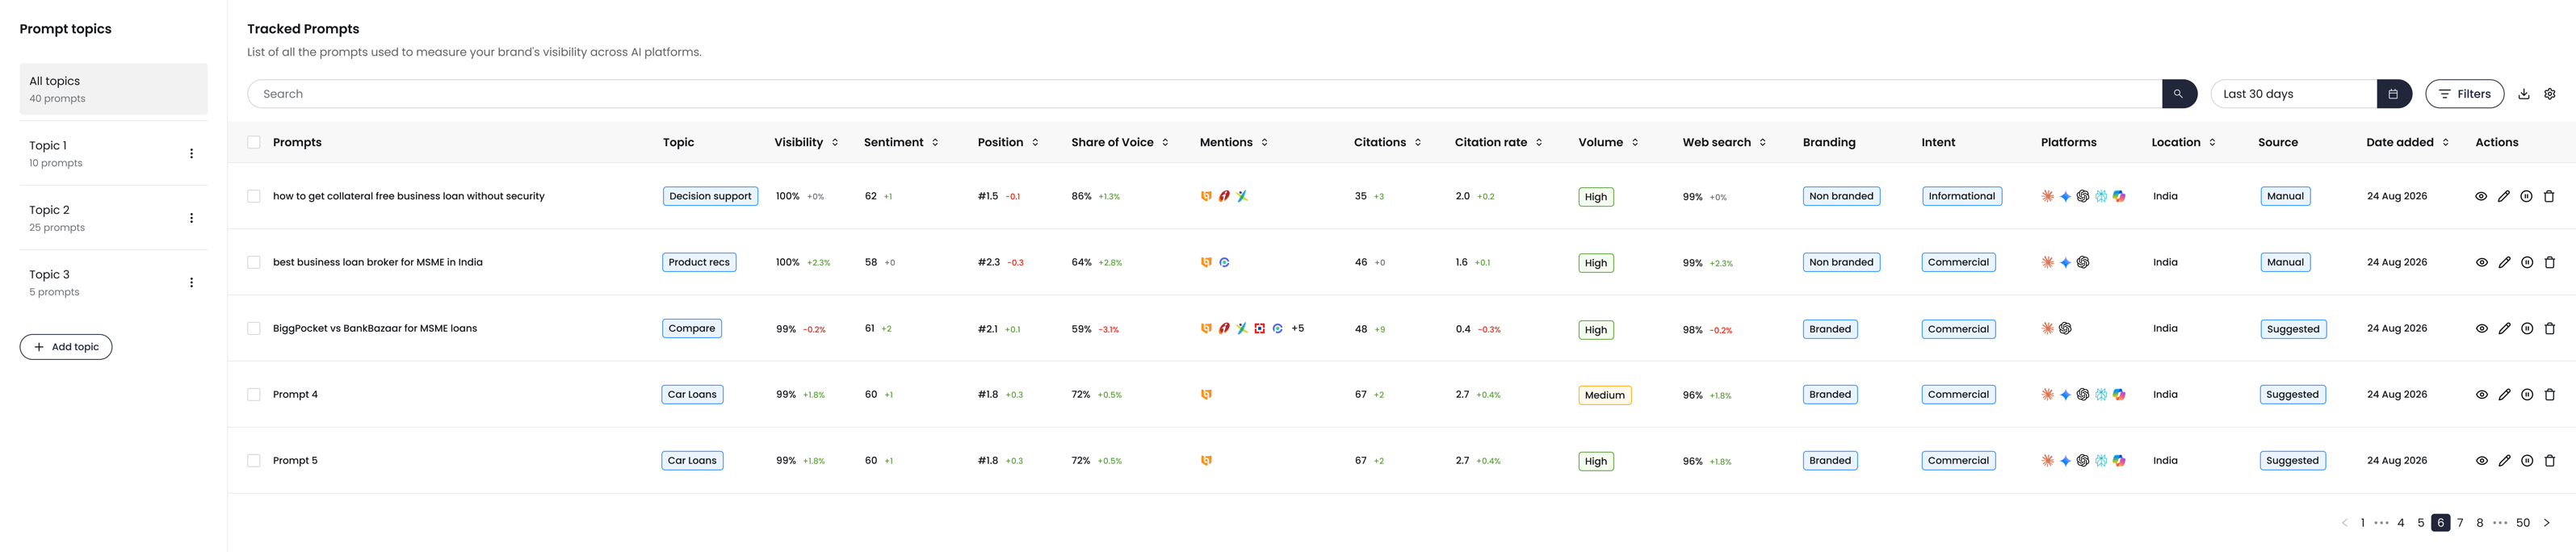 Prompt topics
All topics
40 prompts
Topic 1
10 prompts
Topic 2
25 prompts
Topic 3
5 prompts
+ Add topic
Tracked Prompts
List of all the prompts used to measure your brand's visibility across AI platforms.
Search
Last 30 days
Filters
Prompts Topic Visibility Sentiment Position Share of Voice Mentions Citations Citation rate Volume Web search Branding Intent Platforms Location Source Date added Actions
how to get collateral free business loan without security Decision support 100% +0% 62 +1 #1.5 -0.1 86% +1.3% 35 +3 2.0 +0.2 High 99% +0% Non branded Informational India Manual 24 Aug 2026
best business loan broker for MSME in India Product recs 100% +2.3% 58 +0 #2.3 -0.3 64% +2.8% 46 +0 1.6 +0.1 High 99% +2.3% Non branded Commercial India Manual 24 Aug 2026
BiggPocket vs BankBazaar for MSME loans Compare 99% -0.2% 61 +2 #2.1 +0.1 59% -3.1% +5 48 +9 0.4 -0.3% High 98% -0.2% Branded Commercial India Suggested 24 Aug 2026
Prompt 4 Car Loans 99% +1.8% 60 +1 #1.8 +0.3 72% +0.5% 67 +2 2.7 +0.4% Medium 96% +1.8% Branded Commercial India Suggested 24 Aug 2026
Prompt 5 Car Loans 99% +1.8% 60 +1 #1.8 +0.3 72% +0.5% 67 +2 2.7 +0.4% High 96% +1.8% Branded Commercial India Suggested 24 Aug 2026
< 1 ••• 4 5 6 7 8 ••• 50 >